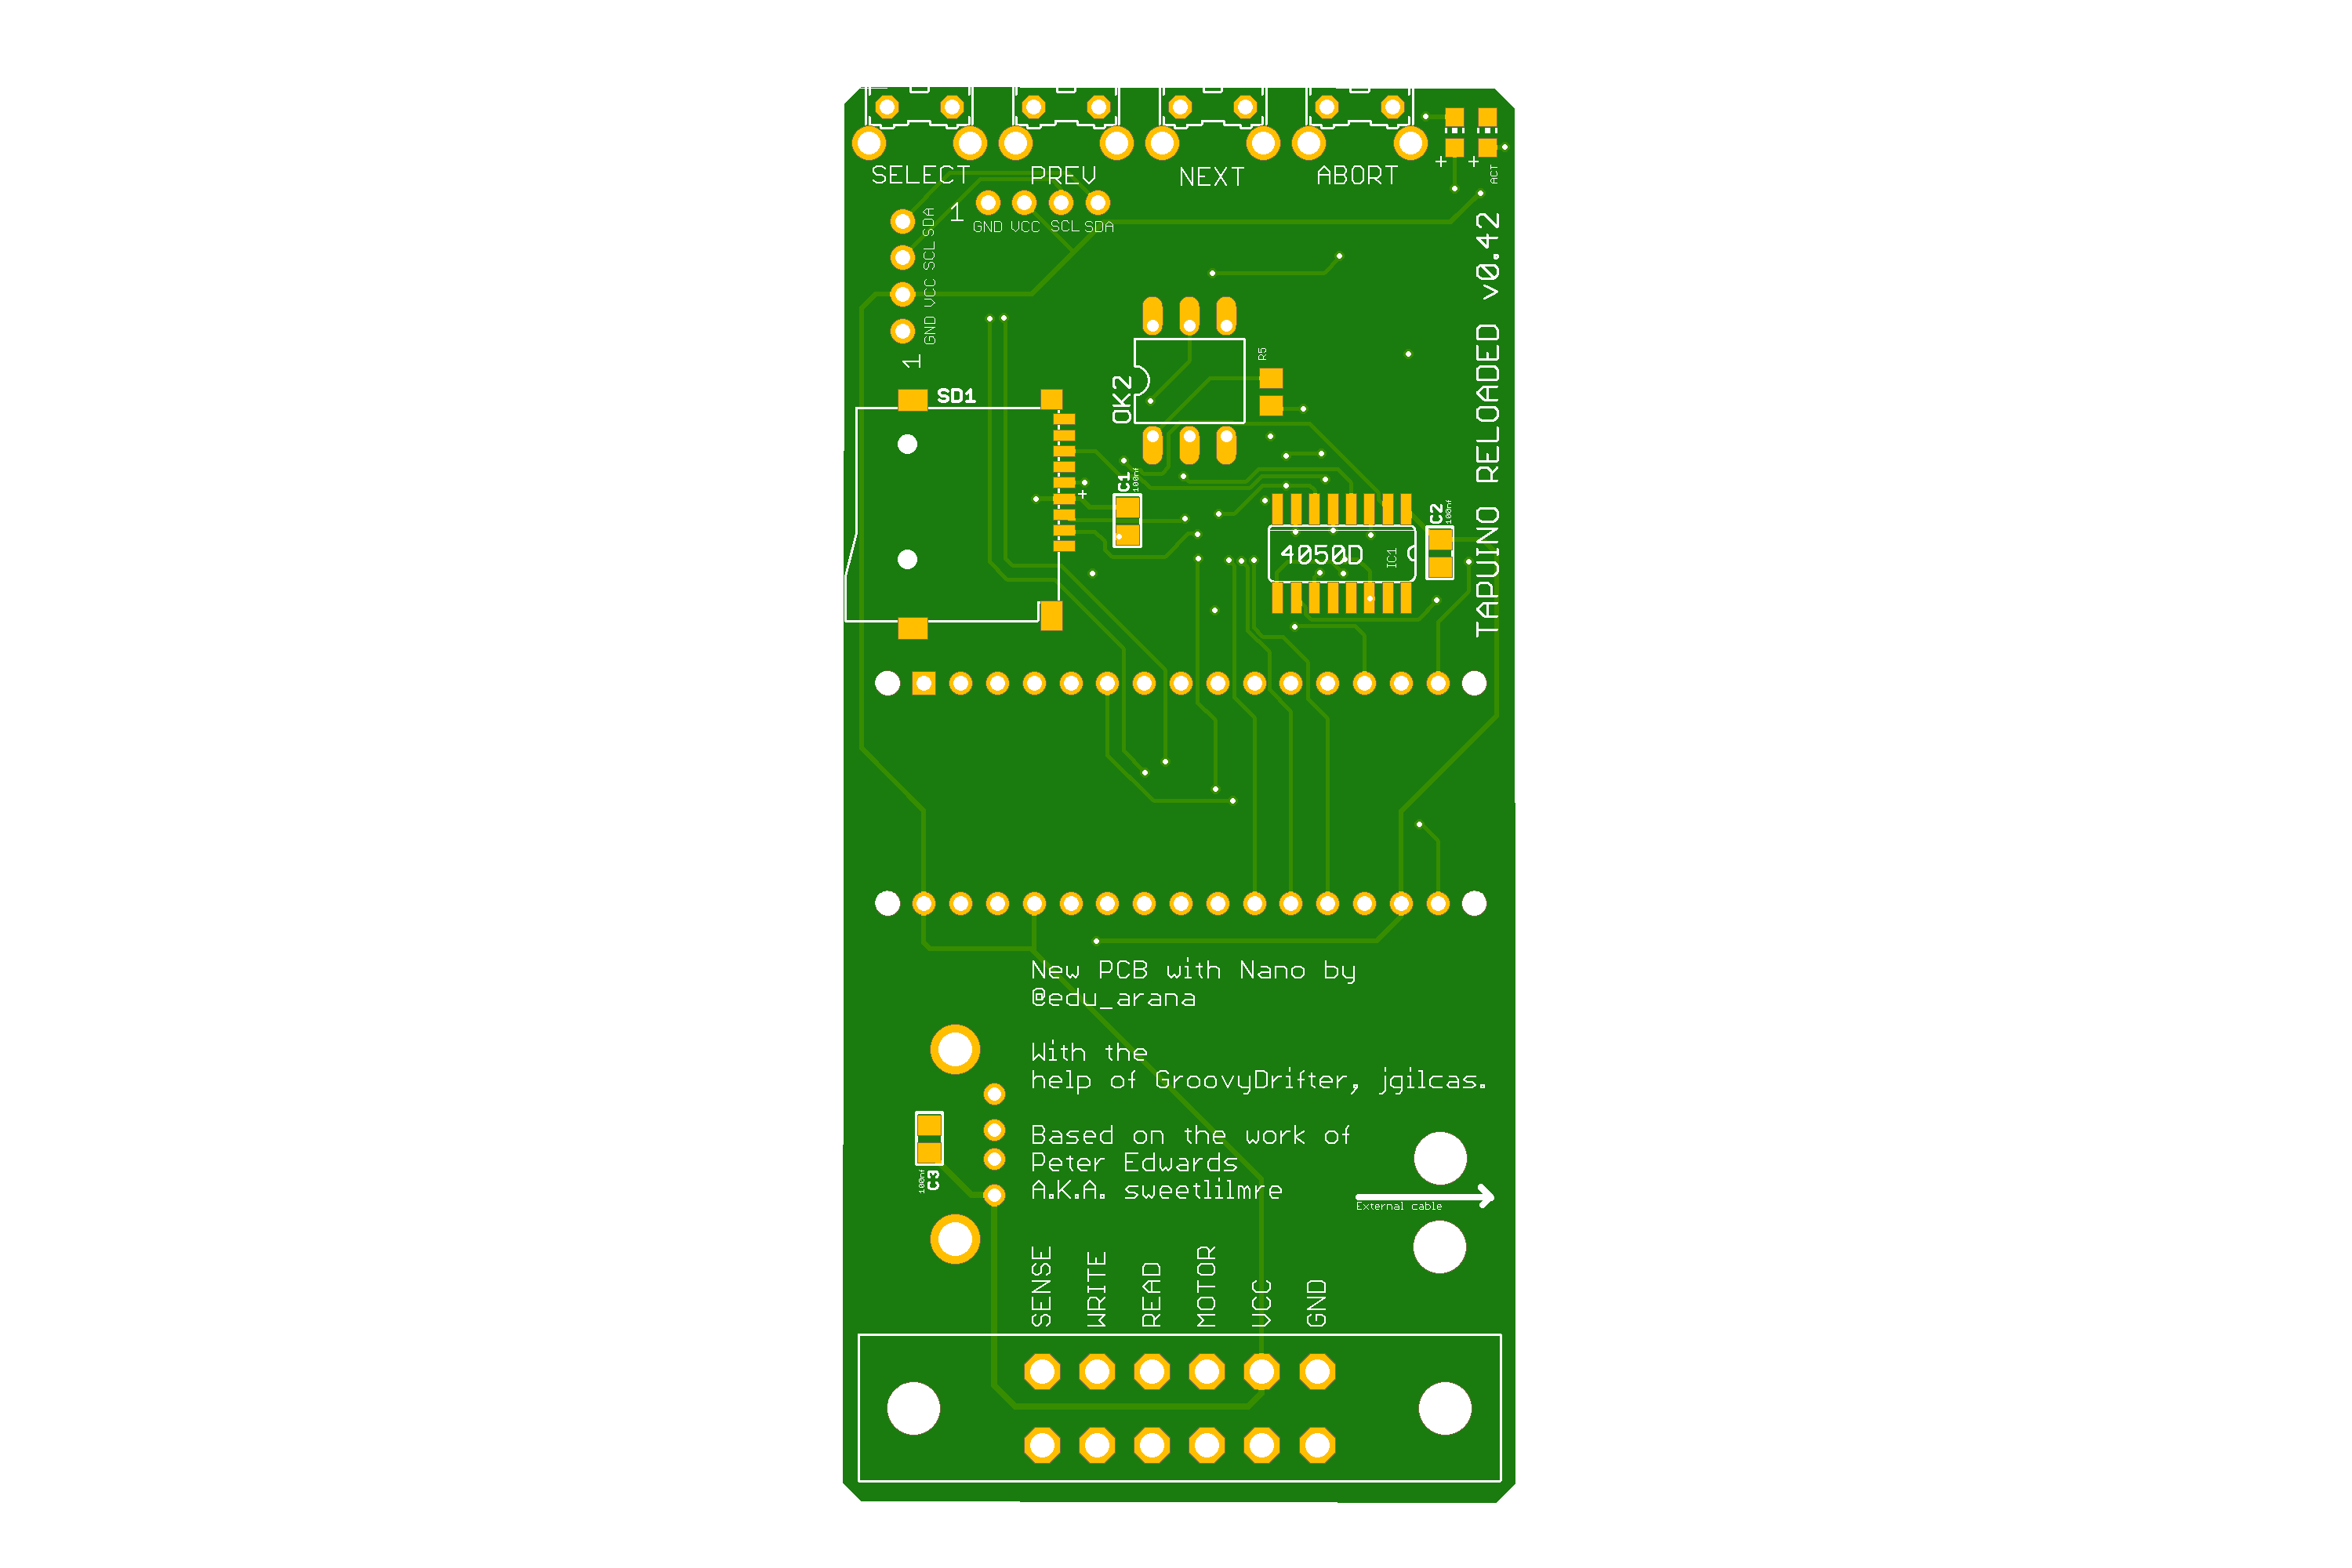 SELECT
PREV
NEXT
ABORT
+
+
ACT
1
GND VCC SCL SDA
GND VCC SCL SDA
1
TAPUINO RELOADED v0.42
SD1
OK2
R5
C1
100nf
+
4050D
IC1
C2
100nf
New PCB with Nano by
@edu_arana
With the
help of GroovyDrifter, jgilcas.
Based on the work of
Peter Edwards
A.K.A. sweetlilmre
C3
100nf
External cable
SENSE
WRITE
READ
MOTOR
VCC
GND